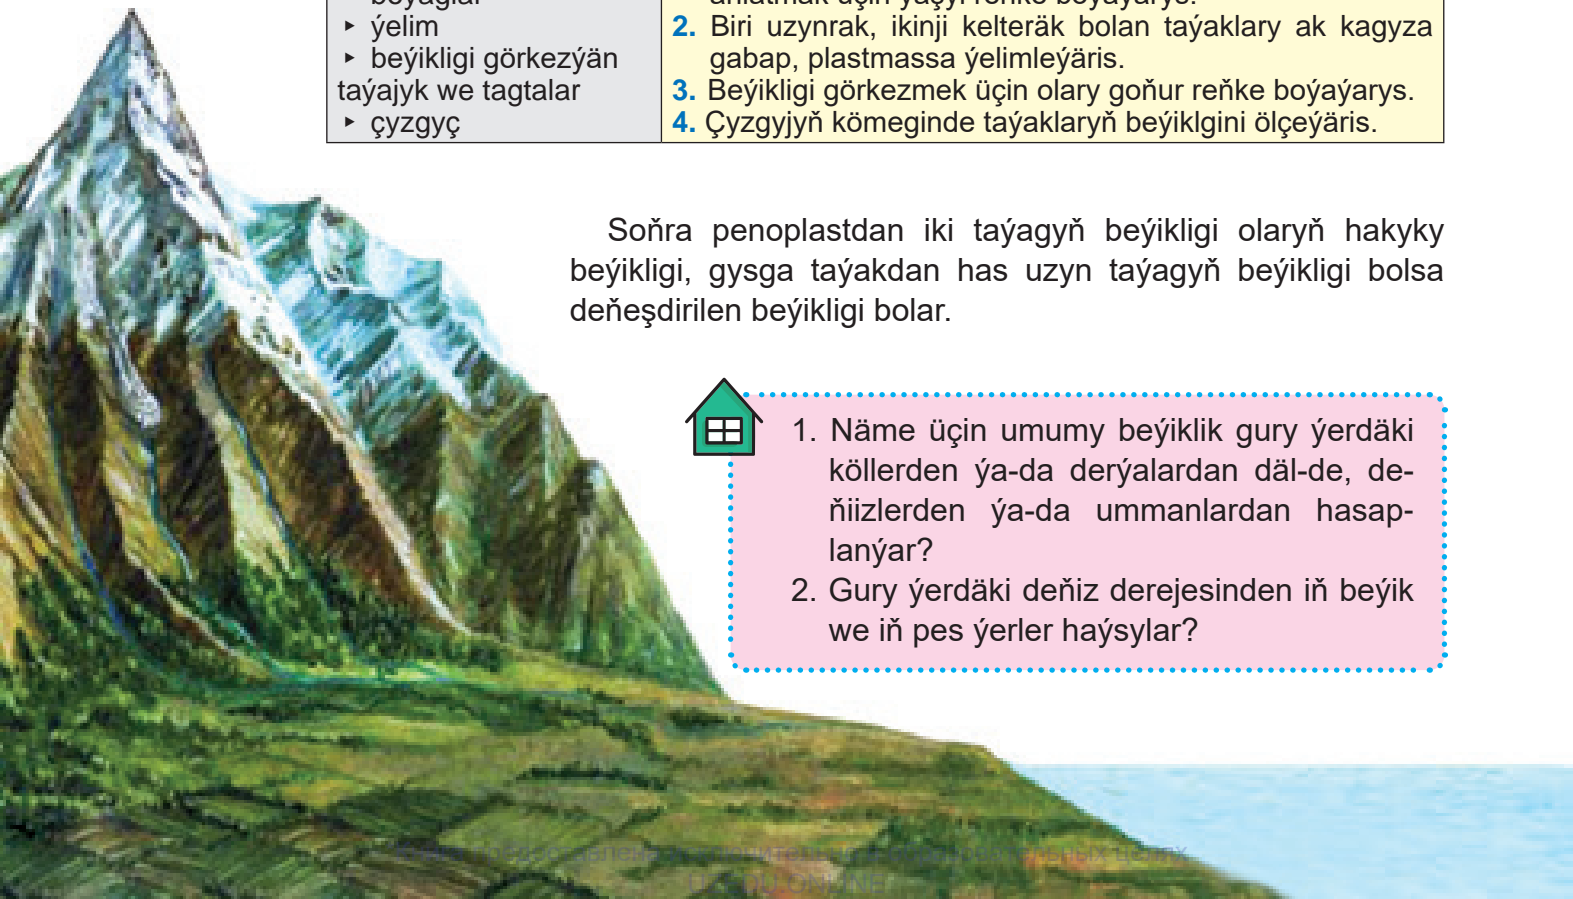 ▸ ýelim
▸ beýikligi görkezýän
taýajyk we tagtalar
▸ çyzgyç
2. Biri uzynrak, ikinji kelteräk bolan taýaklary ak kagyza
gabap, plastmassa ýelimleýäris.
3. Beýikligi görkezmek üçin olary goňur reňke boýaýarys.
4. Çyzgyjyň kömeginde taýaklaryň beýiklgini ölçeýäris.
Soňra penoplastdan iki taýagyň beýikligi olaryň hakyky
beýikligi, gysga taýakdan has uzyn taýagyň beýikligi bolsa
deňeşdirilen beýikligi bolar.
1. Näme üçin umumy beýiklik gury ýerdäki
köllerden ýa-da derýalardan däl-de, de-
ňiizlerden ýa-da ummanlardan hasap-
lanýar?
2. Gury ýerdäki deňiz derejesinden iň beýik
we iň pes ýerler haýsylar?